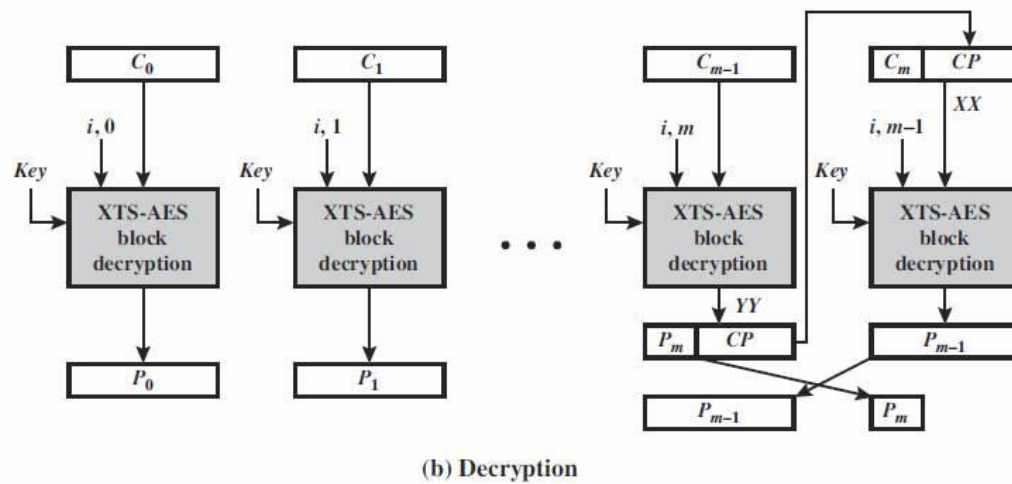 C₀ C₁ Cₘ₋₁ Cₘ CP
XX
i, 0 i, 1 i, m i, m–1
Key Key Key Key
XTS-AES XTS-AES XTS-AES XTS-AES
block block block block
decryption decryption • • • decryption decryption
YY
Pₘ CP Pₘ₋₁
P₀ P₁ Pₘ₋₁ Pₘ
(b) Decryption